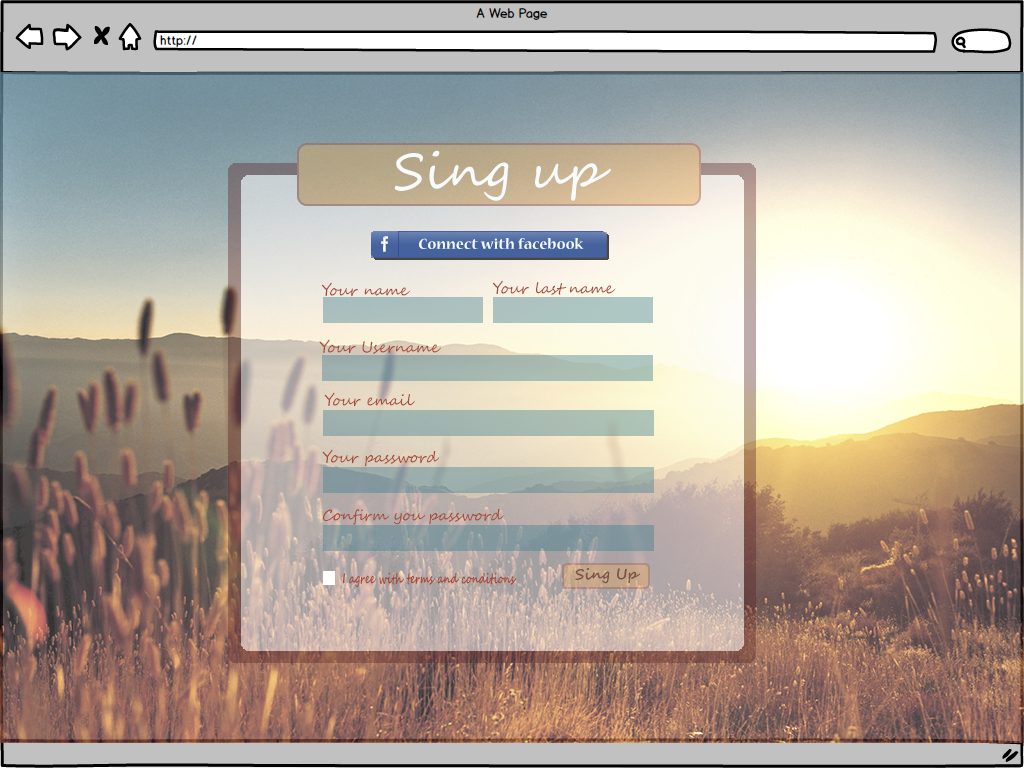 A Web Page
http://
Sing up
f Connect with facebook
Your name
Your last name
Your Username
Your email
Your password
Confirm you password
I agree with terms and conditions
Sing Up